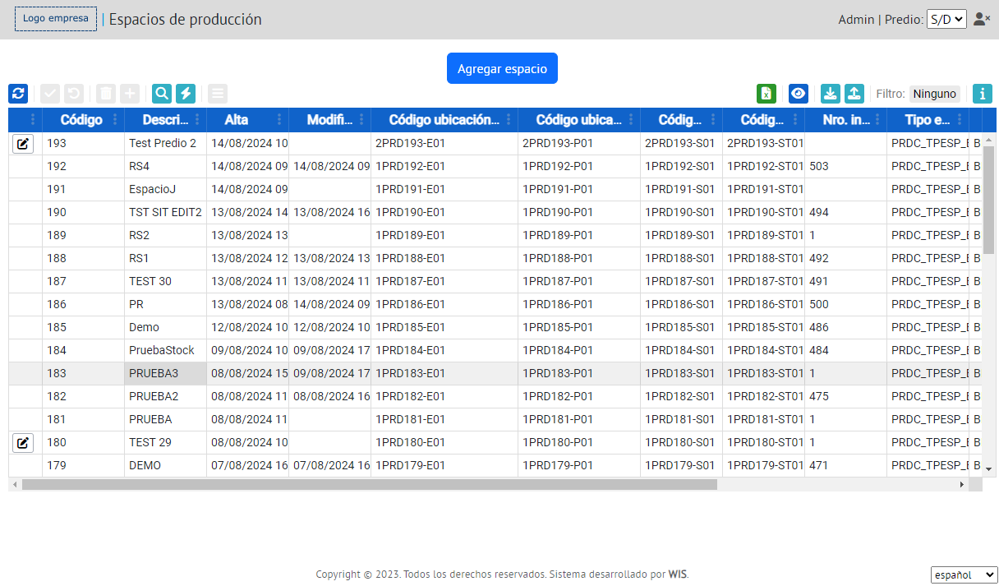 Logo empresa | Espacios de producción Admin | Predio: S/D
Agregar espacio
Filtro: Ninguno
Código Descri... Alta Modifi... Código ubicación... Código ubica... Códig... Códig... Nro. in... Tipo e...
193 Test Predio 2 14/08/2024 10 2PRD193-E01 2PRD193-P01 2PRD193-S01 2PRD193-ST01 PRDC_TPESP_B B
192 RS4 14/08/2024 09 14/08/2024 09 1PRD192-E01 1PRD192-P01 1PRD192-S01 1PRD192-ST01 503 PRDC_TPESP_B B
191 EspacioJ 14/08/2024 09 1PRD191-E01 1PRD191-P01 1PRD191-S01 1PRD191-ST01 PRDC_TPESP_B B
190 TST SIT EDIT2 13/08/2024 14 13/08/2024 16 1PRD190-E01 1PRD190-P01 1PRD190-S01 1PRD190-ST01 494 PRDC_TPESP_B B
189 RS2 13/08/2024 13 1PRD189-E01 1PRD189-P01 1PRD189-S01 1PRD189-ST01 1 PRDC_TPESP_B B
188 RS1 13/08/2024 12 13/08/2024 13 1PRD188-E01 1PRD188-P01 1PRD188-S01 1PRD188-ST01 492 PRDC_TPESP_B B
187 TEST 30 13/08/2024 11 13/08/2024 11 1PRD187-E01 1PRD187-P01 1PRD187-S01 1PRD187-ST01 491 PRDC_TPESP_B B
186 PR 13/08/2024 08 14/08/2024 09 1PRD186-E01 1PRD186-P01 1PRD186-S01 1PRD186-ST01 500 PRDC_TPESP_B B
185 Demo 12/08/2024 10 12/08/2024 10 1PRD185-E01 1PRD185-P01 1PRD185-S01 1PRD185-ST01 486 PRDC_TPESP_B B
184 PruebaStock 09/08/2024 10 09/08/2024 17 1PRD184-E01 1PRD184-P01 1PRD184-S01 1PRD184-ST01 484 PRDC_TPESP_B B
183 PRUEBA3 08/08/2024 15 09/08/2024 17 1PRD183-E01 1PRD183-P01 1PRD183-S01 1PRD183-ST01 1 PRDC_TPESP_B B
182 PRUEBA2 08/08/2024 11 08/08/2024 16 1PRD182-E01 1PRD182-P01 1PRD182-S01 1PRD182-ST01 475 PRDC_TPESP_B B
181 PRUEBA 08/08/2024 11 1PRD181-E01 1PRD181-P01 1PRD181-S01 1PRD181-ST01 1 PRDC_TPESP_B B
180 TEST 29 08/08/2024 10 1PRD180-E01 1PRD180-P01 1PRD180-S01 1PRD180-ST01 1 PRDC_TPESP_B B
179 DEMO 07/08/2024 16 07/08/2024 16 1PRD179-E01 1PRD179-P01 1PRD179-S01 1PRD179-ST01 471 PRDC_TPESP_B B
Copyright © 2023. Todos los derechos reservados. Sistema desarrollado por WIS.
español